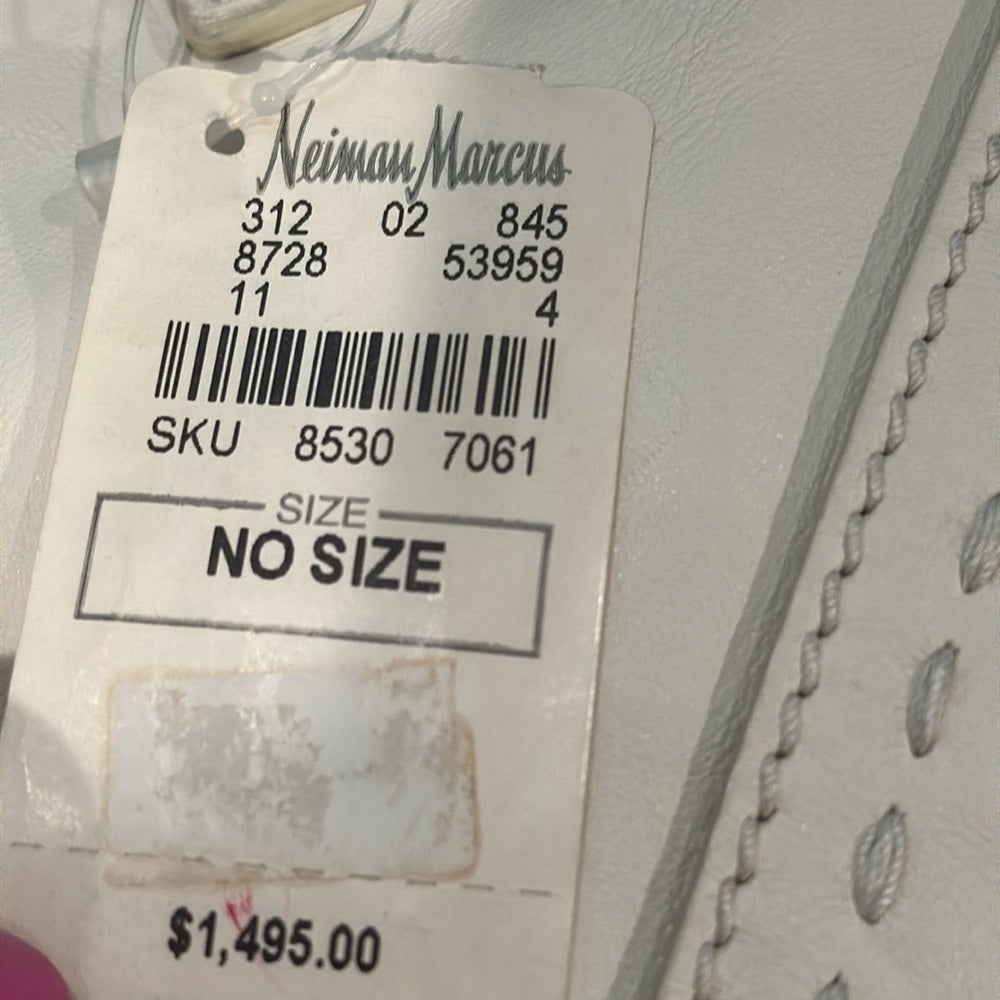 Neiman Marcus
312 02 845
8728 53959
11 4
SKU 8530 7061
SIZE
NO SIZE
$1,495.00